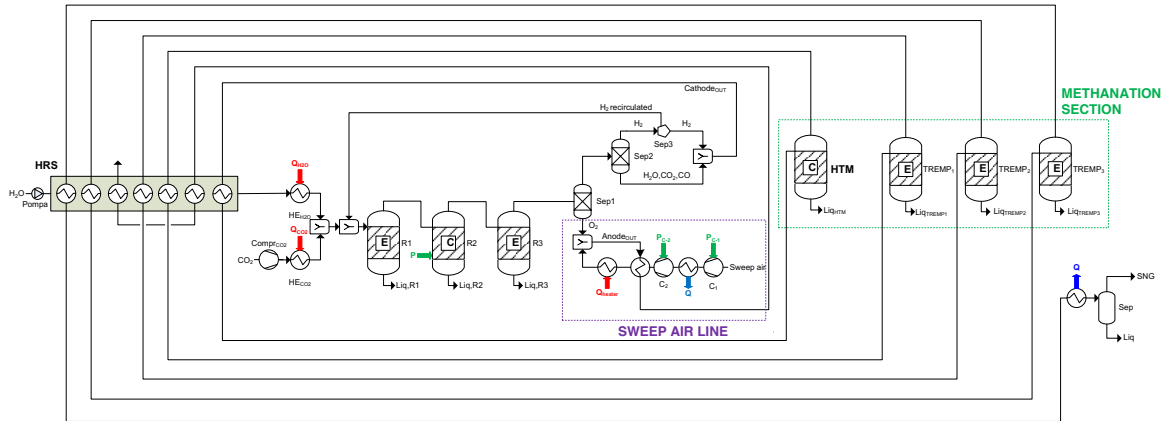 METHANATION
SECTION
Cathode_OUT
H₂ recirculated
H₂
H₂
Sep3
Sep2
HRS
Q_H2O
H₂O
Pompa
HE_H2O
H₂O,CO₂,CO
C
HTM
E
TREMP₁
E
TREMP₂
E
TREMP₃
Liq_HTM
Liq_TREMP1
Liq_TREMP2
Liq_TREMP3
Sep1
O₂
Q_CO2
Compr_CO2
CO₂
HE_CO2
E
R1
P
C
R2
E
R3
Liq,R1
Liq,R2
Liq,R3
Anode_OUT
P_C-2
P_C-1
Sweep air
C₂
C₁
Q_heater
Q
SWEEP AIR LINE
Q
SNG
Sep
Liq